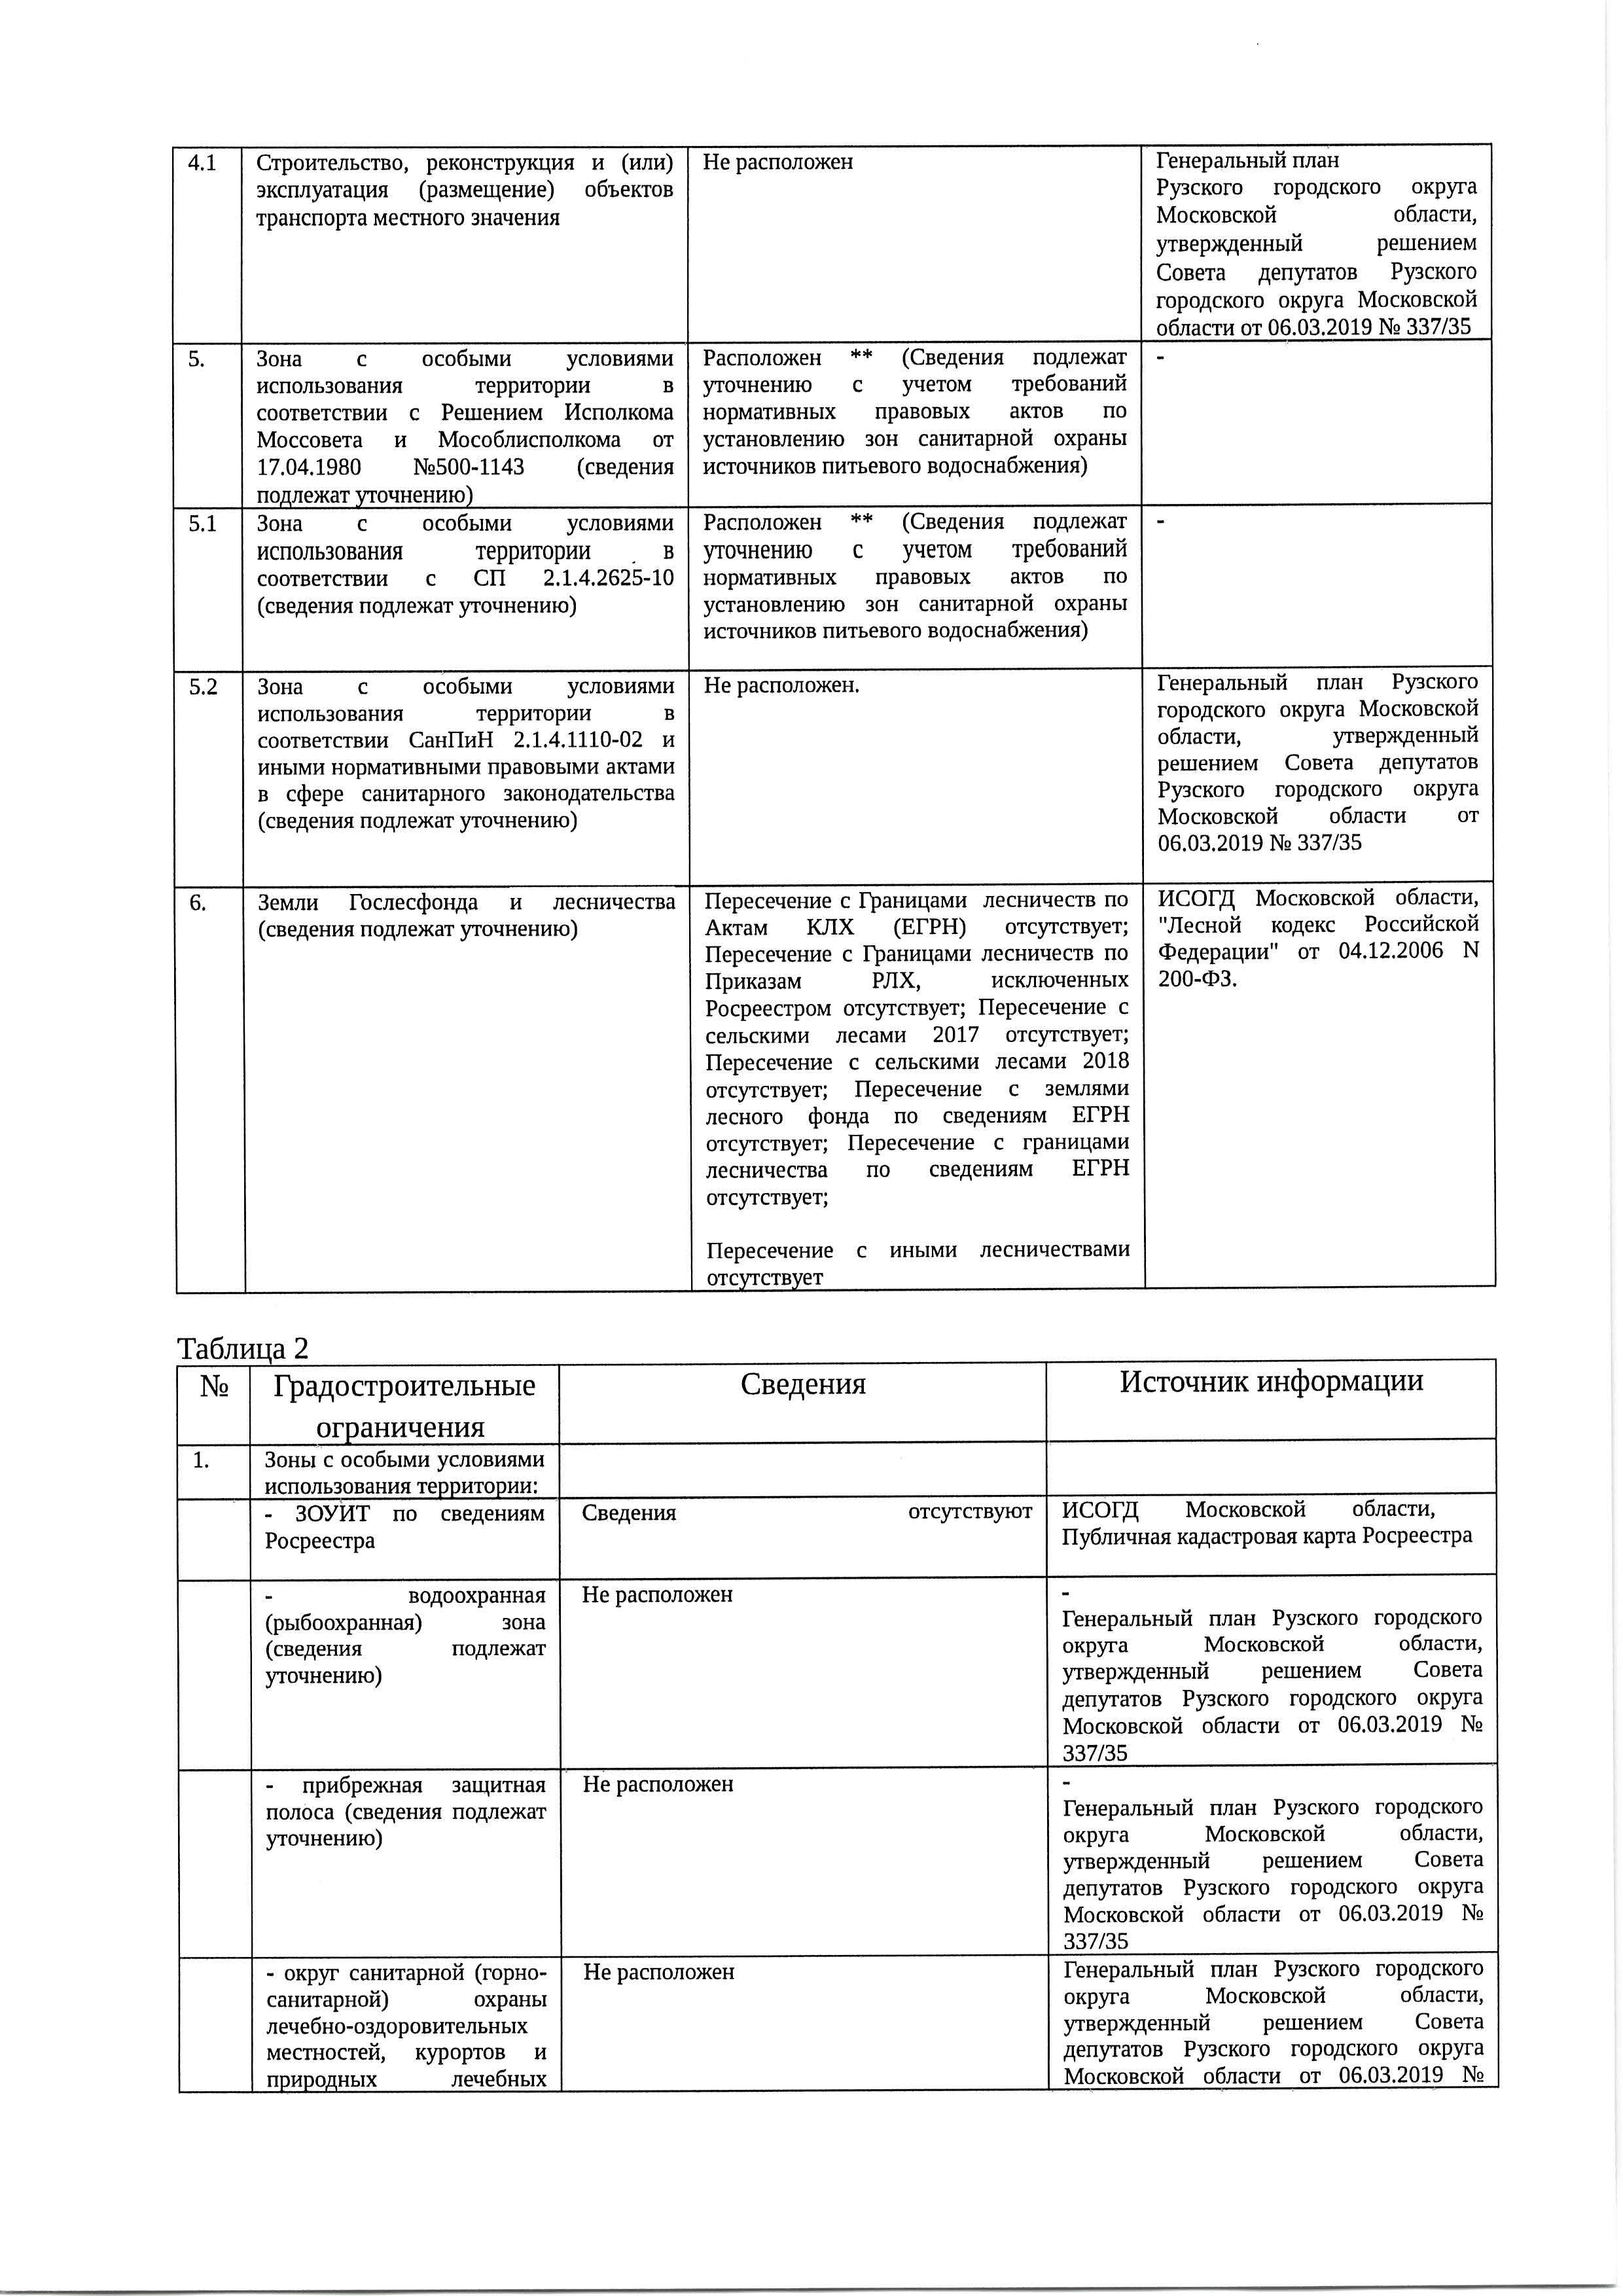 4.1
Строительство, реконструкция и (или)
эксплуатация (размещение) объектов
транспорта местного значения
Не расположен
Генеральный план
Рузского городского округа
Московской области,
утвержденный решением
Совета депутатов Рузского
городского округа Московской
области от 06.03.2019 № 337/35
5.
Зона с особыми условиями
использования территории в
соответствии с Решением Исполкома
Моссовета и Мособлисполкома от
17.04.1980 №500-1143 (сведения
подлежат уточнению)
Расположен ** (Сведения подлежат
уточнению с учетом требований
нормативных правовых актов по
установлению зон санитарной охраны
источников питьевого водоснабжения)
-
5.1
Зона с особыми условиями
использования территории в
соответствии с СП 2.1.4.2625-10
(сведения подлежат уточнению)
Расположен ** (Сведения подлежат
уточнению с учетом требований
нормативных правовых актов по
установлению зон санитарной охраны
источников питьевого водоснабжения)
-
5.2
Зона с особыми условиями
использования территории в
соответствии СанПиН 2.1.4.1110-02 и
иными нормативными правовыми актами
в сфере санитарного законодательства
(сведения подлежат уточнению)
Не расположен.
Генеральный план Рузского
городского округа Московской
области, утвержденный
решением Совета депутатов
Рузского городского округа
Московской области от
06.03.2019 № 337/35
6.
Земли Гослесфонда и лесничества
(сведения подлежат уточнению)
Пересечение с Границами лесничеств по
Актам КЛХ (ЕГРН) отсутствует;
Пересечение с Границами лесничеств по
Приказам РЛХ, исключенных
Росреестром отсутствует; Пересечение с
сельскими лесами 2017 отсутствует;
Пересечение с сельскими лесами 2018
отсутствует; Пересечение с землями
лесного фонда по сведениям ЕГРН
отсутствует; Пересечение с границами
лесничества по сведениям ЕГРН
отсутствует;
Пересечение с иными лесничествами
отсутствует
ИСОГД Московской области,
"Лесной кодекс Российской
Федерации" от 04.12.2006 N
200-ФЗ.
Таблица 2
№
Градостроительные
ограничения
Сведения
Источник информации
1.
Зоны с особыми условиями
использования территории:
- ЗОУИТ по сведениям
Росреестра
Сведения отсутствуют
ИСОГД Московской области,
Публичная кадастровая карта Росреестра
- водоохранная
(рыбоохранная) зона
(сведения подлежат
уточнению)
Не расположен
-
Генеральный план Рузского городского
округа Московской области,
утвержденный решением Совета
депутатов Рузского городского округа
Московской области от 06.03.2019 №
337/35
- прибрежная защитная
полоса (сведения подлежат
уточнению)
Не расположен
-
Генеральный план Рузского городского
округа Московской области,
утвержденный решением Совета
депутатов Рузского городского округа
Московской области от 06.03.2019 №
337/35
- округ санитарной (горно-
санитарной) охраны
лечебно-оздоровительных
местностей, курортов и
природных лечебных
Не расположен
Генеральный план Рузского городского
округа Московской области,
утвержденный решением Совета
депутатов Рузского городского округа
Московской области от 06.03.2019 №